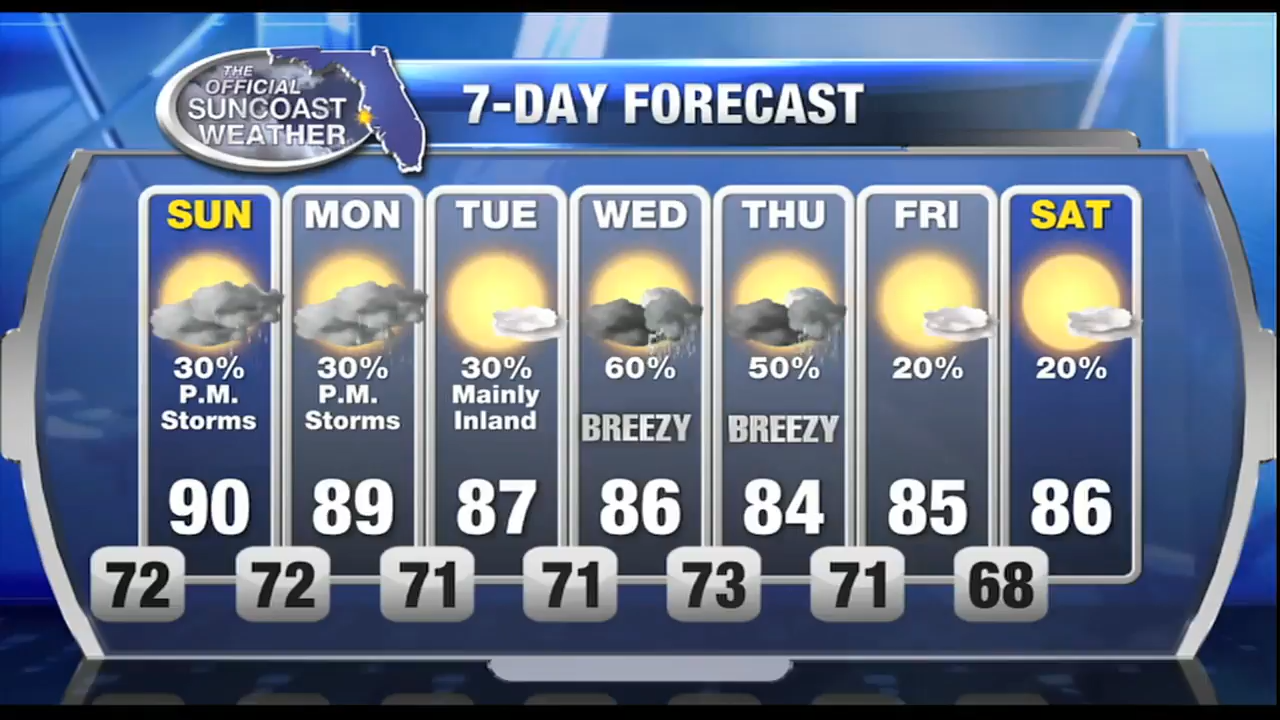 THE
OFFICIAL
SUNCOAST
WEATHER
7-DAY FORECAST
SUN MON TUE WED THU FRI SAT
30% 30% 30% 60% 50% 20% 20%
P.M. P.M. Mainly
Storms Storms Inland
BREEZY BREEZY
90 89 87 86 84 85 86
72 72 71 71 73 71 68